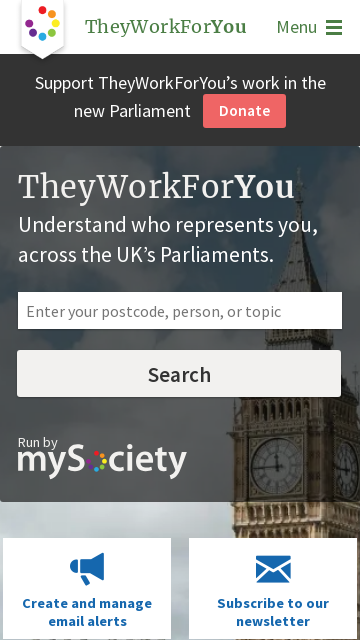 TheyWorkForYou
Menu
Support TheyWorkForYou’s work in the
new Parliament Donate
TheyWorkForYou
Understand who represents you,
across the UK’s Parliaments.
Enter your postcode, person, or topic
Search
Run by
mySociety
Create and manage
email alerts
Subscribe to our
newsletter